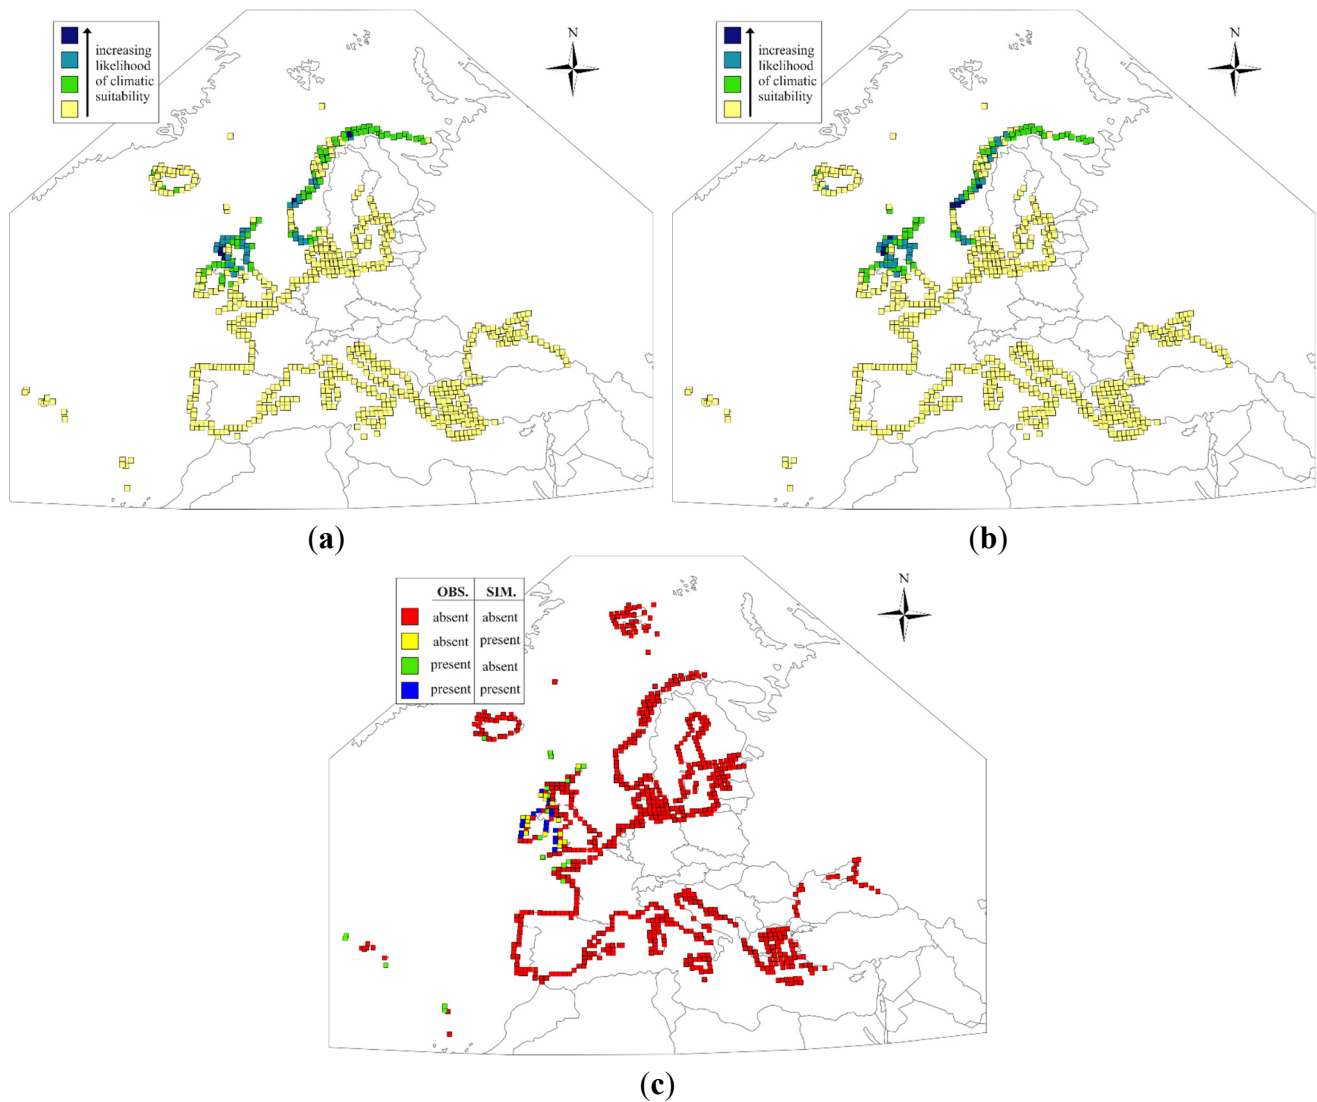 increasing
likelihood
of climatic
suitability
N
(a)
increasing
likelihood
of climatic
suitability
N
(b)
OBS. SIM.
absent absent
absent present
present absent
present present
N
(c)